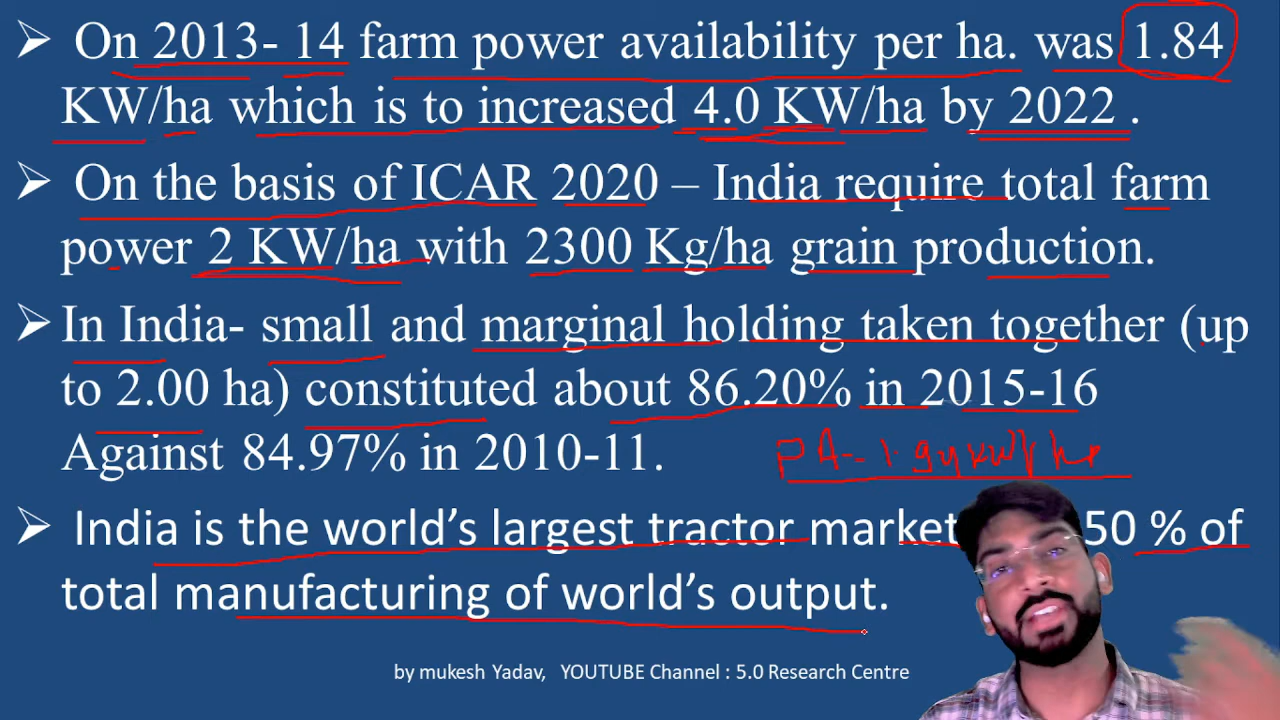 ➤ On 2013- 14 farm power availability per ha. was 1.84
KW/ha which is to increased 4.0 KW/ha by 2022 .
➤ On the basis of ICAR 2020 – India require total farm
power 2 KW/ha with 2300 Kg/ha grain production.
➤ In India- small and marginal holding taken together (up
to 2.00 ha) constituted about 86.20% in 2015-16
Against 84.97% in 2010-11.
PA-
➤ India is the world's largest tractor market 50 % of
total manufacturing of world's output.
by mukesh Yadav, YOUTUBE Channel : 5.0 Research Centre